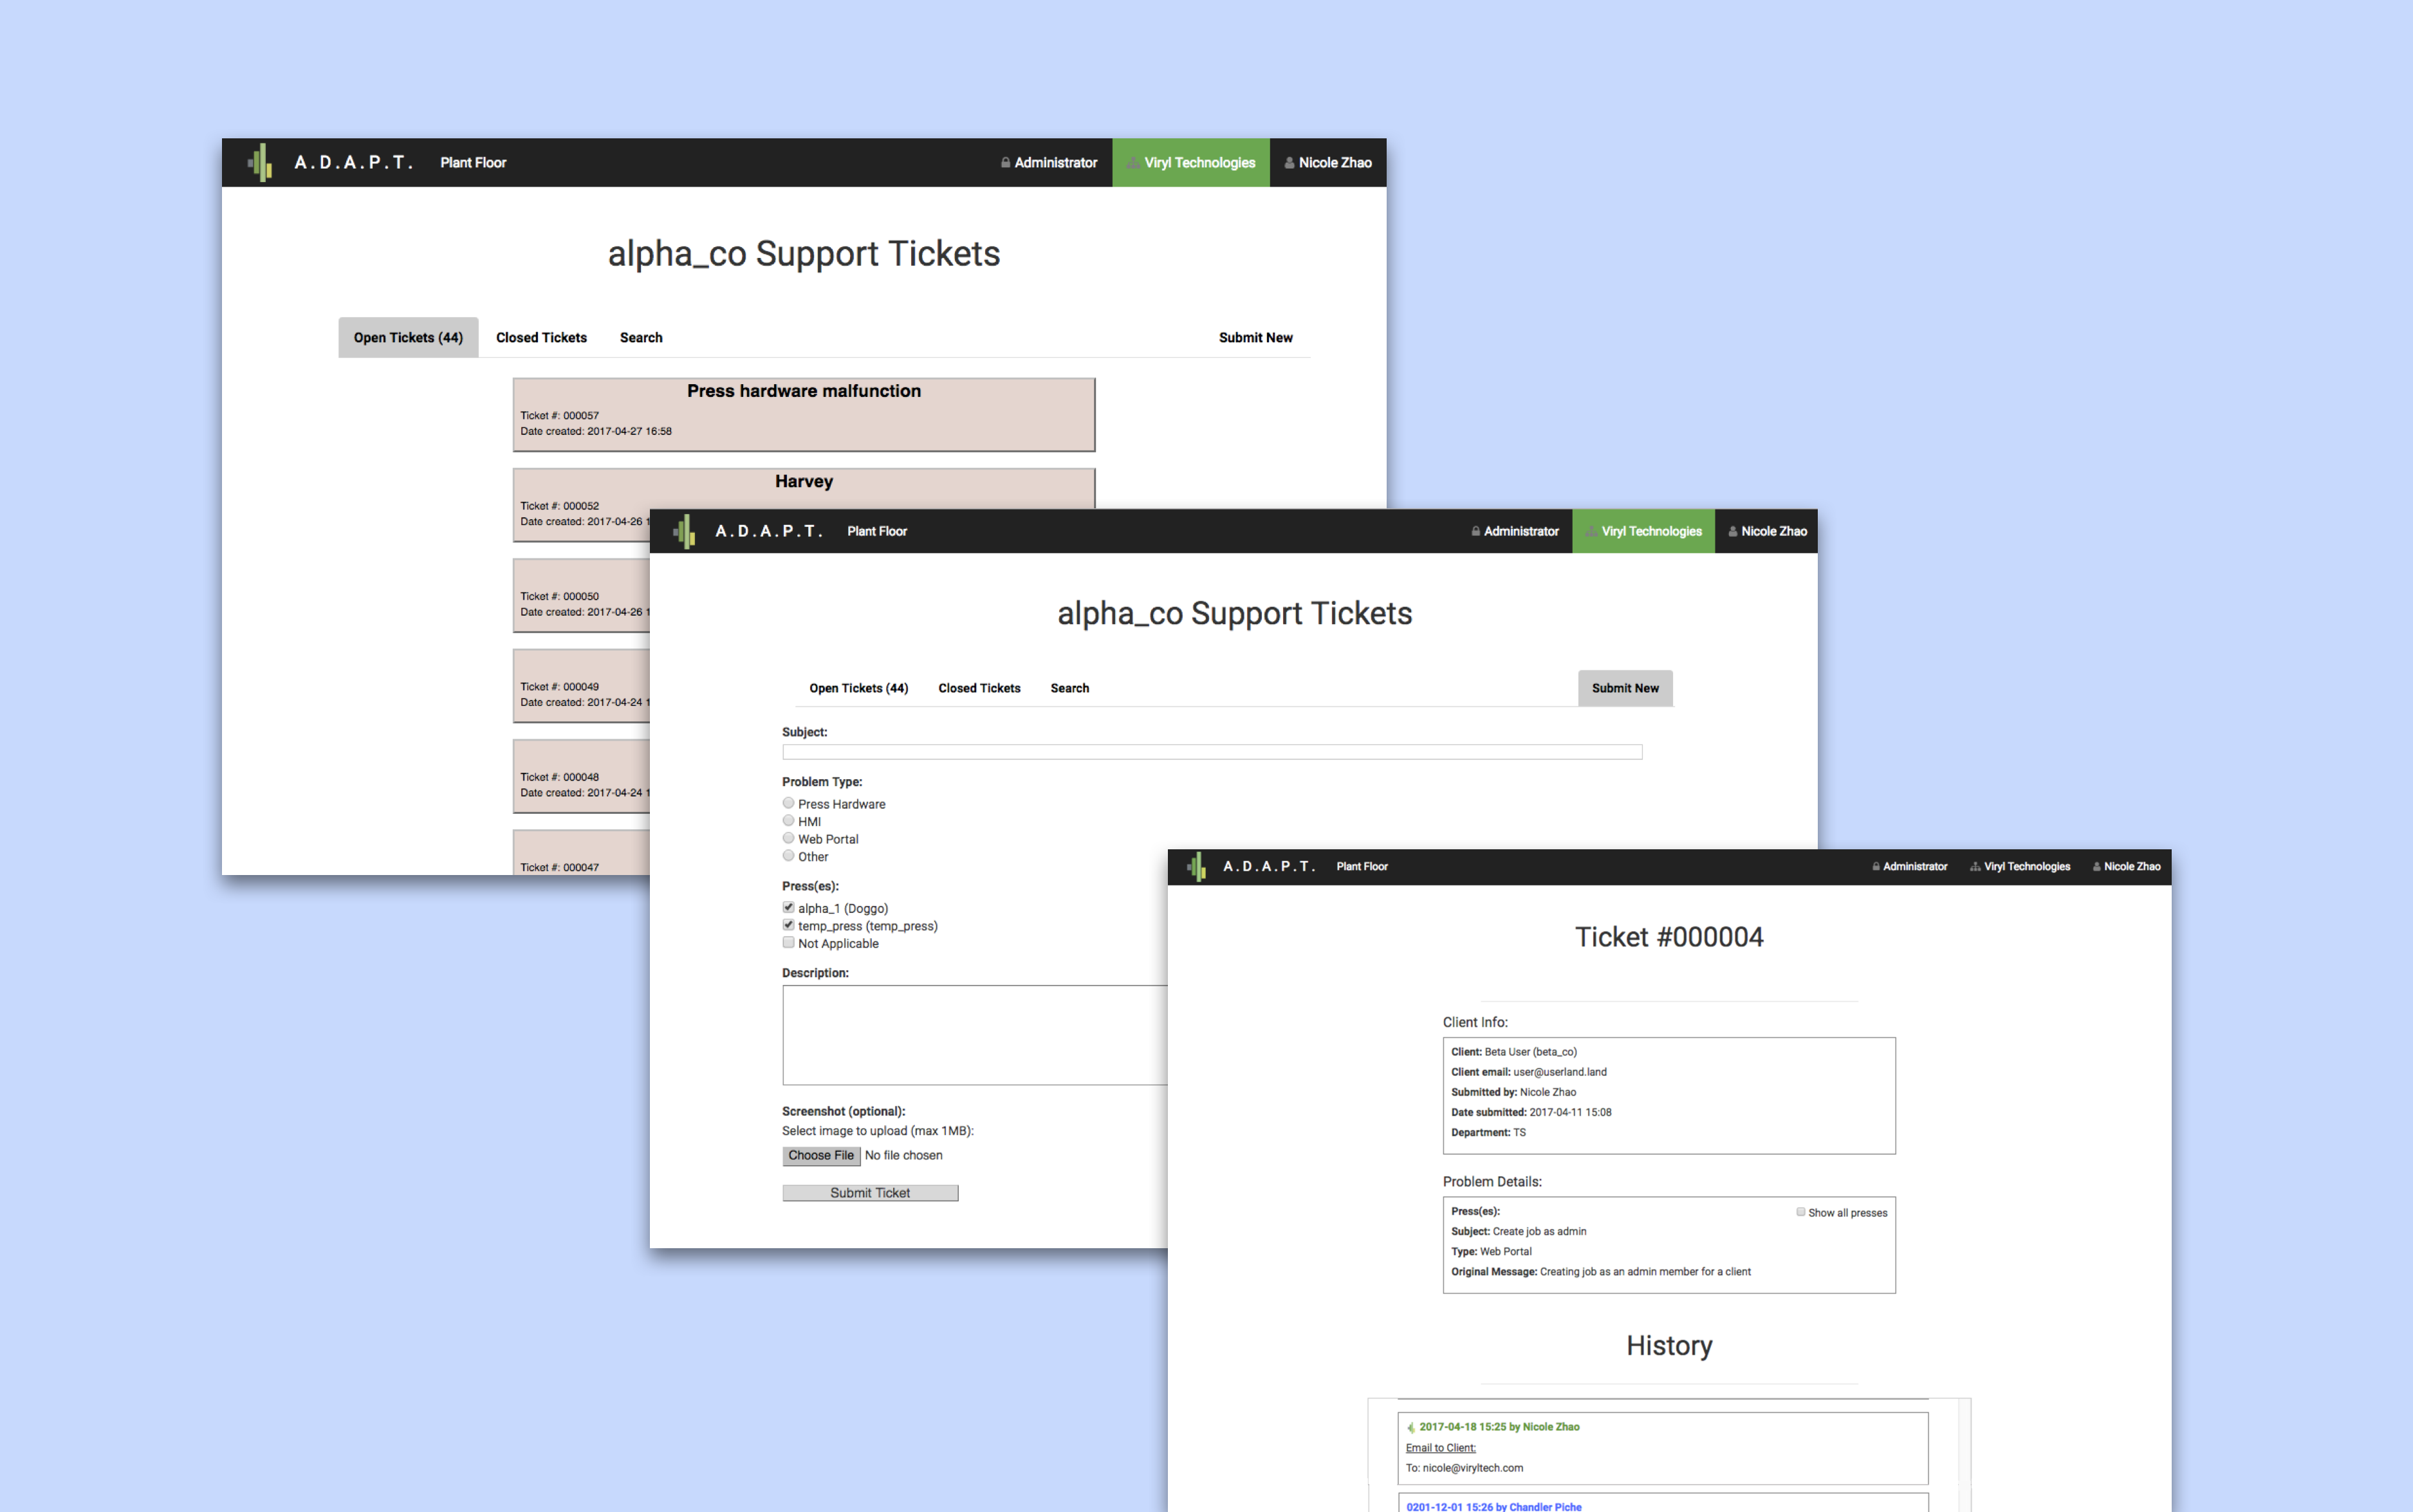 A.D.A.P.T. Plant Floor Administrator Viryl Technologies Nicole Zhao
alpha_co Support Tickets
Open Tickets (44) Closed Tickets Search Submit New
Press hardware malfunction
Ticket #: 000057
Date created: 2017-04-27 16:58
Harvey
Ticket #: 000052
Date created: 2017-04-26 1
Ticket #: 000050
Date created: 2017-04-26 1
Ticket #: 000049
Date created: 2017-04-24 1
Ticket #: 000048
Date created: 2017-04-24 1
Ticket #: 000047
A.D.A.P.T. Plant Floor Administrator Viryl Technologies Nicole Zhao
alpha_co Support Tickets
Open Tickets (44) Closed Tickets Search Submit New
Subject:
Problem Type:
Press Hardware
HMI
Web Portal
Other
Press(es):
alpha_1 (Doggo)
temp_press (temp_press)
Not Applicable
Description:
Screenshot (optional):
Select image to upload (max 1MB):
Choose File No file chosen
Submit Ticket
A.D.A.P.T. Plant Floor Administrator Viryl Technologies Nicole Zhao
Ticket #000004
Client Info:
Client: Beta User (beta_co)
Client email: user@userland.land
Submitted by: Nicole Zhao
Date submitted: 2017-04-11 15:08
Department: TS
Problem Details:
Press(es): Show all presses
Subject: Create job as admin
Type: Web Portal
Original Message: Creating job as an admin member for a client
History
2017-04-18 15:25 by Nicole Zhao
Email to Client:
To: nicole@viryltech.com
0201-12-01 15:26 by Chandler Piche